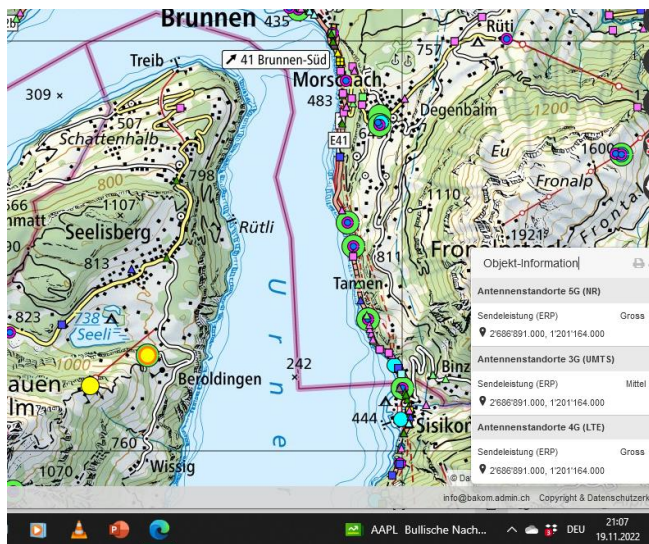 Brunnen
435
Rüti
Treib
41 Brunnen-Süd
757
309
Morschach
483
507
Degenbalm
1200
Schattenhalb
E41
Eu
1600
800
798
1110
Fronalp
666
1107
Seelisberg
Rütli
1921
Frontal
813
811
Tannen
823
738
Seeli
Urne
1000
242
Beroldingen
444
Sisikon
760
Wissig
1070
Objekt-Information
Antennenstandorte 5G (NR)
Sendeleistung (ERP) Gross
2'686'891.000, 1'201'164.000
Antennenstandorte 3G (UMTS)
Sendeleistung (ERP) Mittel
2'686'891.000, 1'201'164.000
Antennenstandorte 4G (LTE)
Sendeleistung (ERP) Gross
2'686'891.000, 1'201'164.000
info@bakom.admin.ch Copyright & Datenschutzerk
AAPL Bullische Nach... DEU 21:07
19.11.2022